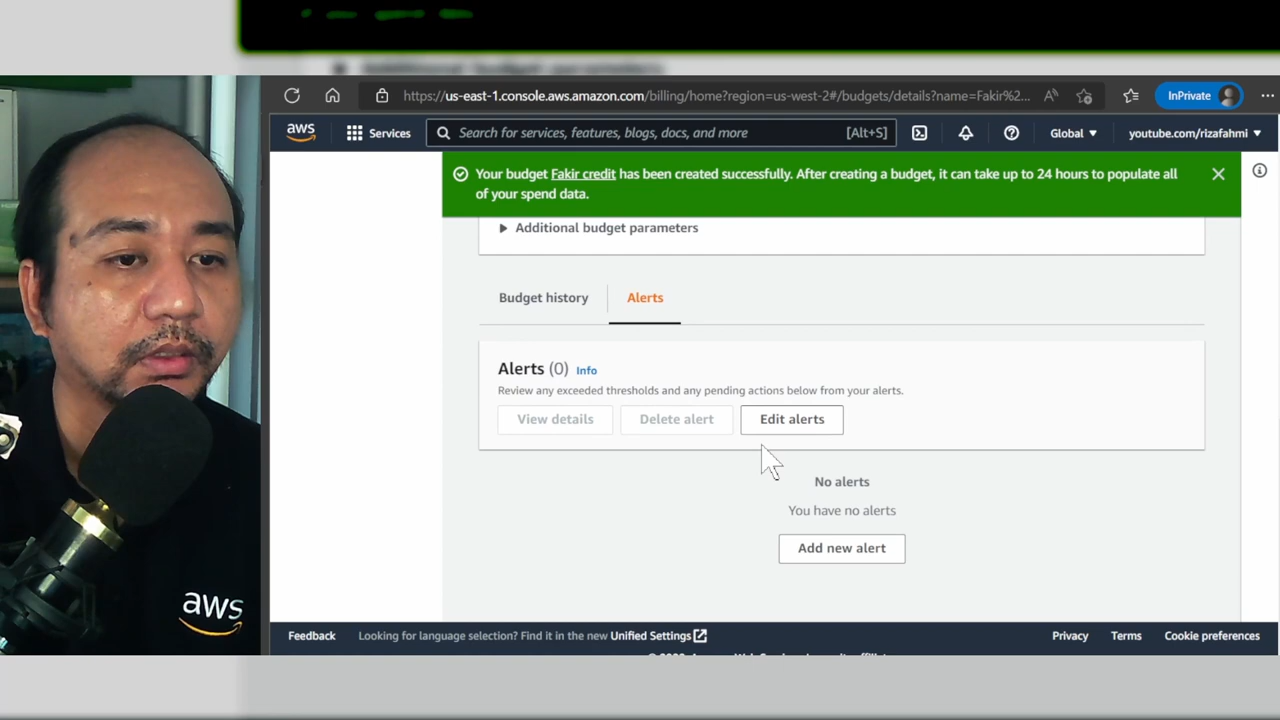 https://us-east-1.console.aws.amazon.com/billing/home?region=us-west-2#/budgets/details?name=Fakir%2...
InPrivate
aws
Services
Search for services, features, blogs, docs, and more
[Alt+S]
Global
youtube.com/rizafahmi
Your budget Fakir credit has been created successfully. After creating a budget, it can take up to 24 hours to populate all
of your spend data.
Additional budget parameters
Budget history
Alerts
Alerts (0) Info
Review any exceeded thresholds and any pending actions below from your alerts.
View details
Delete alert
Edit alerts
No alerts
You have no alerts
Add new alert
aws
Feedback
Looking for language selection? Find it in the new Unified Settings
Privacy
Terms
Cookie preferences